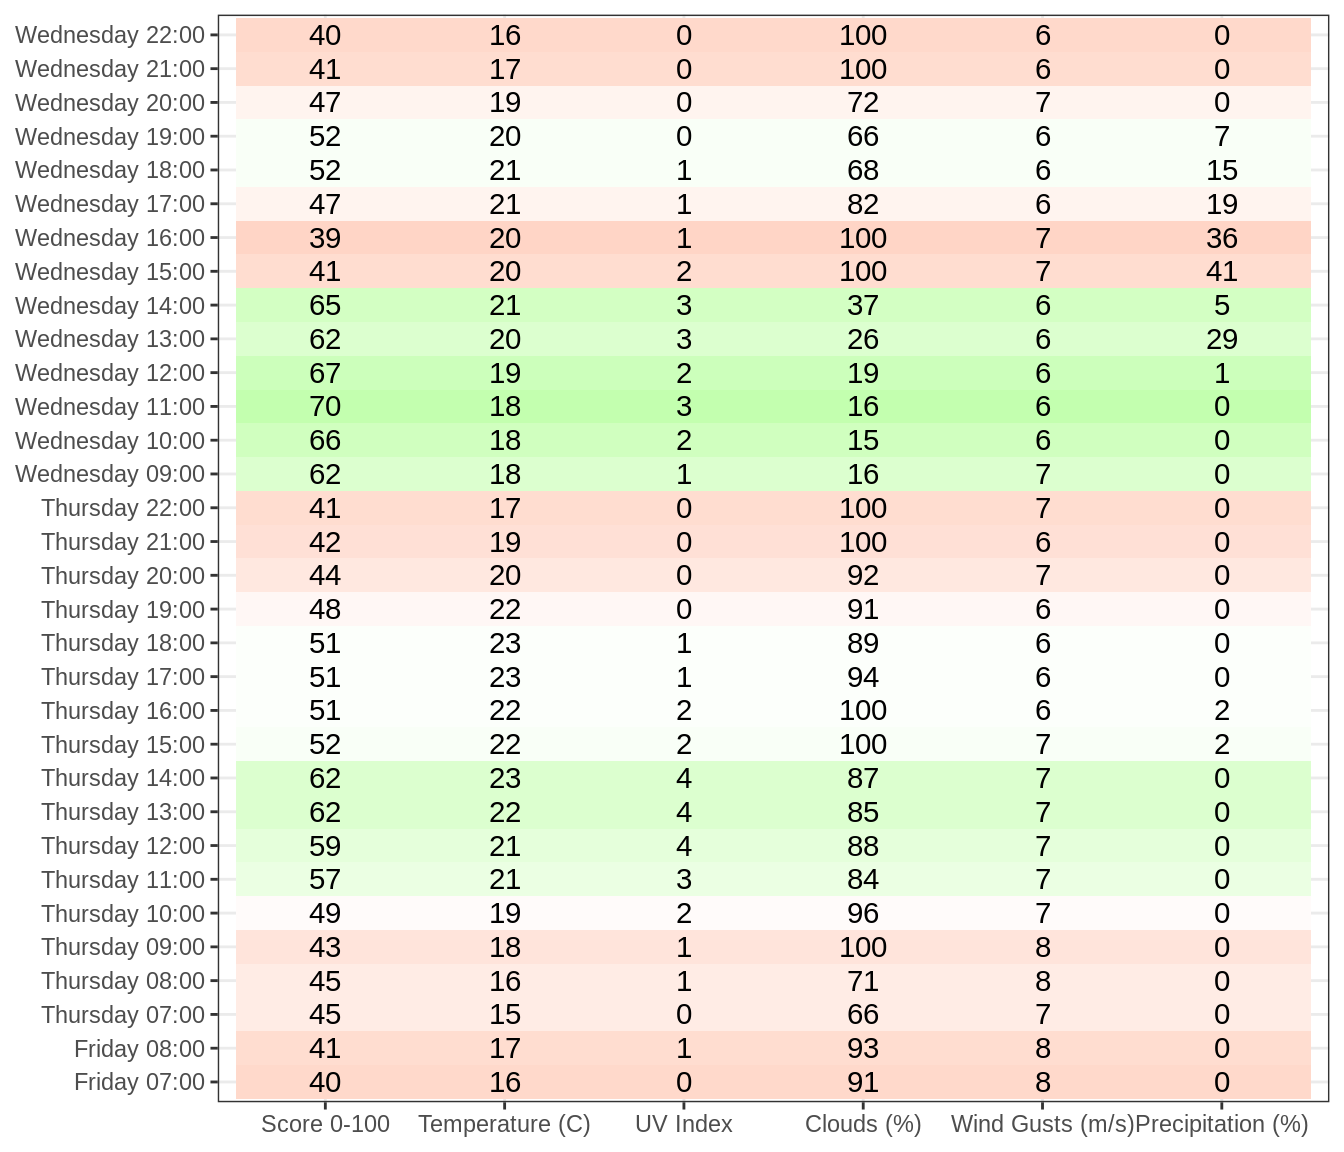 Wednesday 22:00 40 16 0 100 6 0
Wednesday 21:00 41 17 0 100 6 0
Wednesday 20:00 47 19 0 72 7 0
Wednesday 19:00 52 20 0 66 6 7
Wednesday 18:00 52 21 1 68 6 15
Wednesday 17:00 47 21 1 82 6 19
Wednesday 16:00 39 20 1 100 7 36
Wednesday 15:00 41 20 2 100 7 41
Wednesday 14:00 65 21 3 37 6 5
Wednesday 13:00 62 20 3 26 6 29
Wednesday 12:00 67 19 2 19 6 1
Wednesday 11:00 70 18 3 16 6 0
Wednesday 10:00 66 18 2 15 6 0
Wednesday 09:00 62 18 1 16 7 0
Thursday 22:00 41 17 0 100 7 0
Thursday 21:00 42 19 0 100 6 0
Thursday 20:00 44 20 0 92 7 0
Thursday 19:00 48 22 0 91 6 0
Thursday 18:00 51 23 1 89 6 0
Thursday 17:00 51 23 1 94 6 0
Thursday 16:00 51 22 2 100 6 2
Thursday 15:00 52 22 2 100 7 2
Thursday 14:00 62 23 4 87 7 0
Thursday 13:00 62 22 4 85 7 0
Thursday 12:00 59 21 4 88 7 0
Thursday 11:00 57 21 3 84 7 0
Thursday 10:00 49 19 2 96 7 0
Thursday 09:00 43 18 1 100 8 0
Thursday 08:00 45 16 1 71 8 0
Thursday 07:00 45 15 0 66 7 0
Friday 08:00 41 17 1 93 8 0
Friday 07:00 40 16 0 91 8 0
Score 0-100 Temperature (C) UV Index Clouds (%) Wind Gusts (m/s) Precipitation (%)